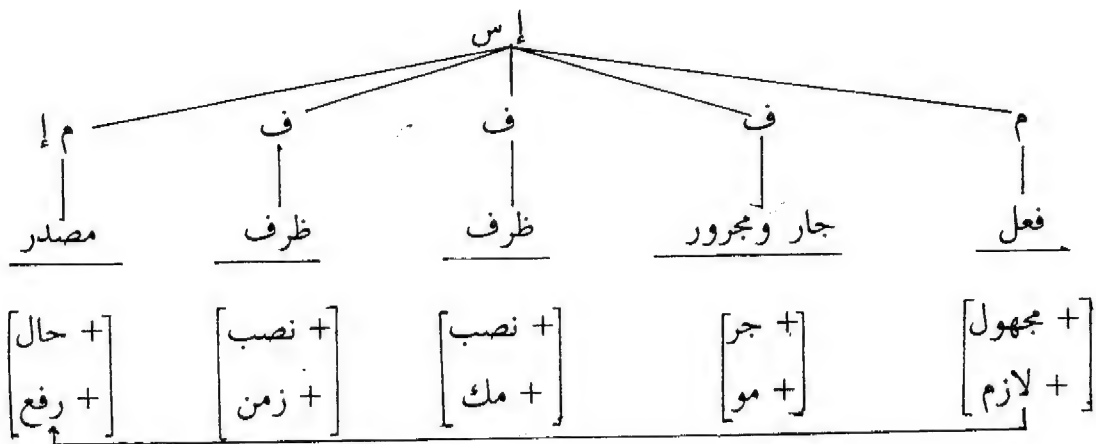 إ س
م ف ف ف م إ
فعل جار ومجرور ظرف ظرف مصدر
[+ مجهول] [+ جر] [+ نصب] [+ نصب] [+ حال]
[+ لازم] [+ مو] [+ مك] [+ زمن] [+ رفع]